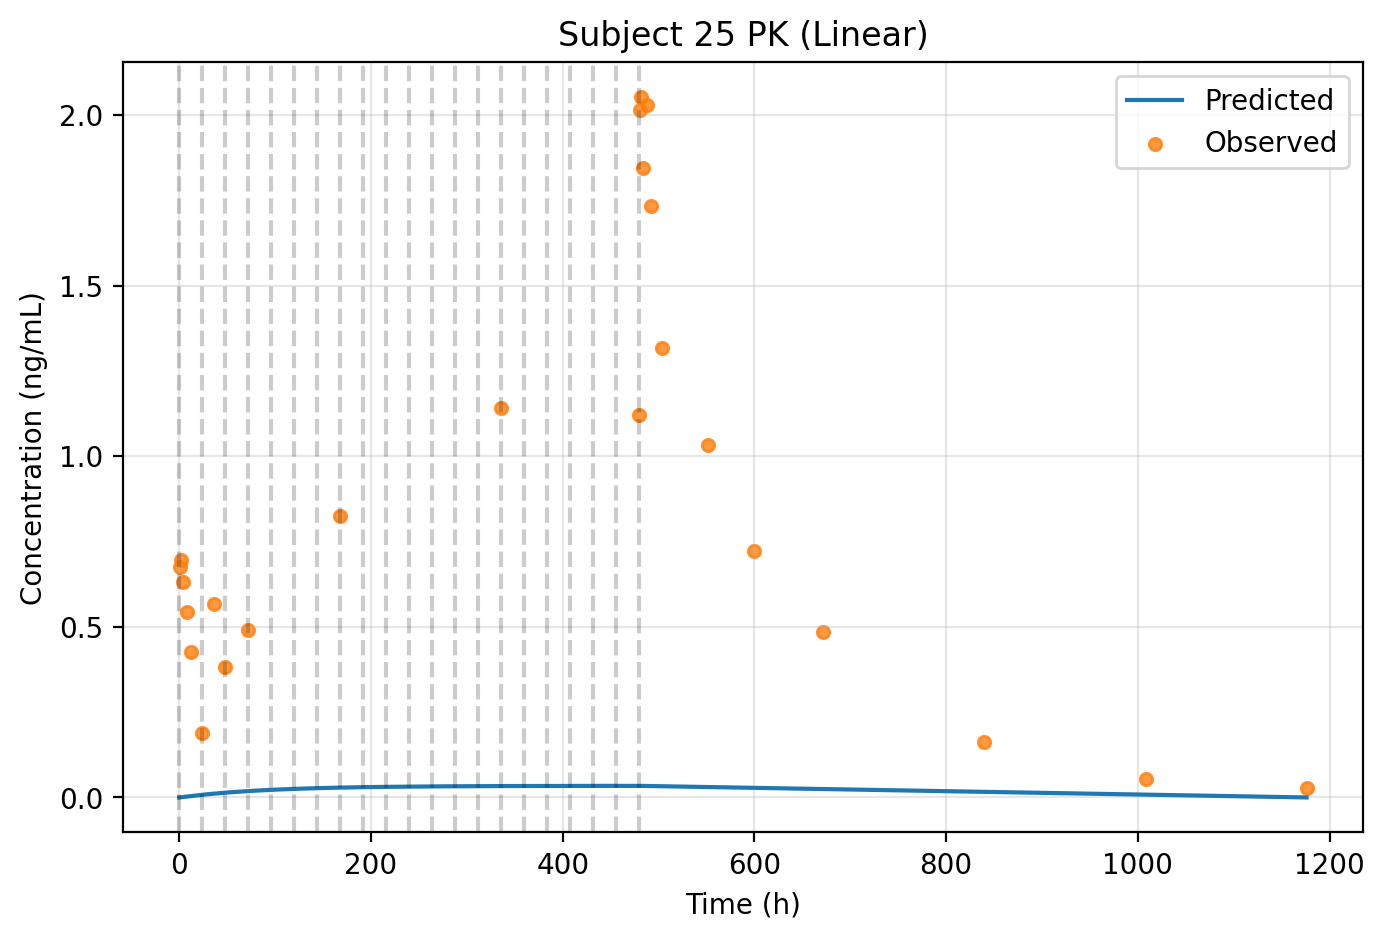 Subject 25 PK (Linear)
Predicted
Observed
Concentration (ng/mL)
2.0
1.5
1.0
0.5
0.0
0 200 400 600 800 1000 1200
Time (h)